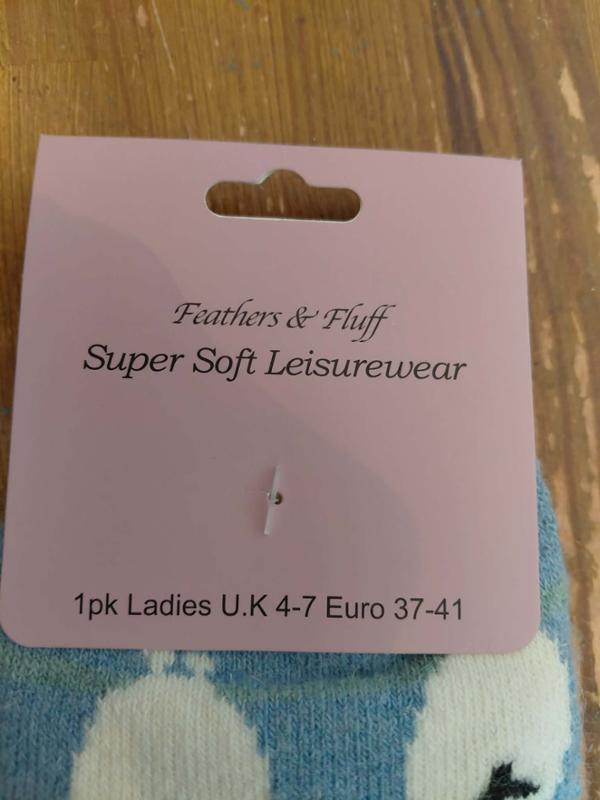 Feathers & Fluff
Super Soft Leisurewear
1pk Ladies U.K 4-7 Euro 37-41